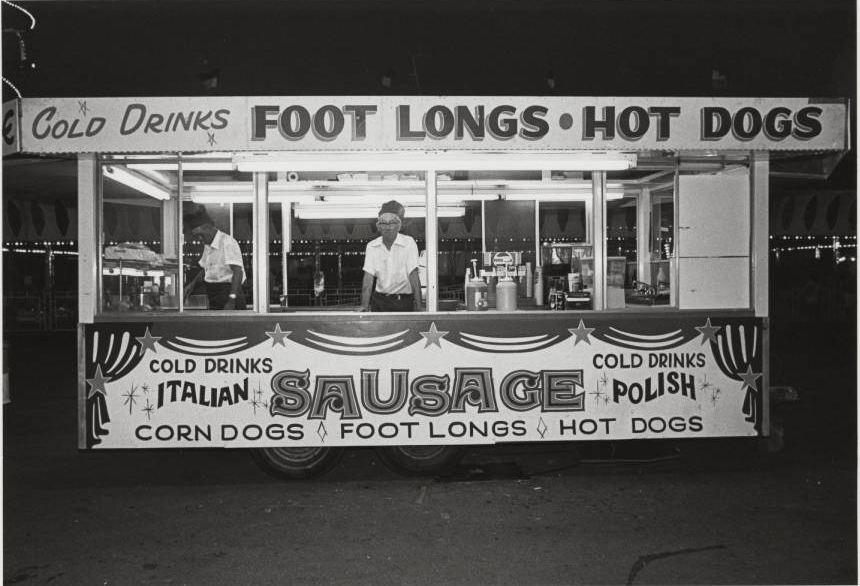 COLD DRINKS FOOT LONGS • HOT DOGS
COLD DRINKS COLD DRINKS
ITALIAN SAUSAGE POLISH
CORN DOGS ◊ FOOT LONGS ◊ HOT DOGS